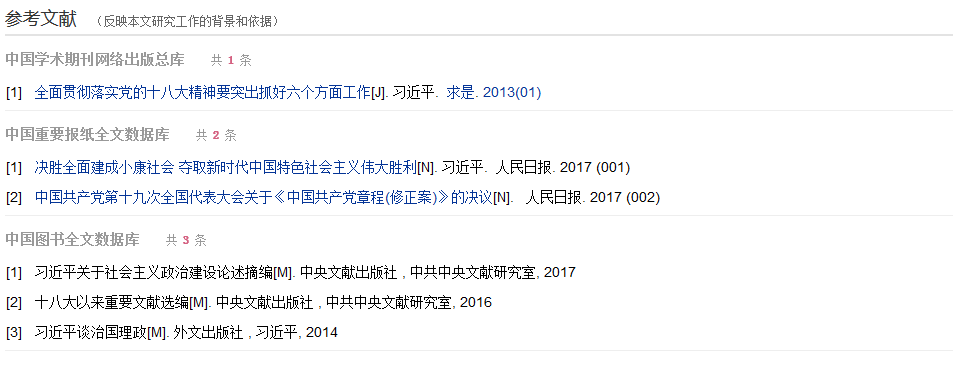 参考文献 （反映本文研究工作的背景和依据）
中国学术期刊网络出版总库 共 1 条
[1] 全面贯彻落实党的十八大精神要突出抓好六个方面工作[J]. 习近平. 求是. 2013(01)
中国重要报纸全文数据库 共 2 条
[1] 决胜全面建成小康社会 夺取新时代中国特色社会主义伟大胜利[N]. 习近平. 人民日报. 2017 (001)
[2] 中国共产党第十九次全国代表大会关于《中国共产党章程(修正案)》的决议[N]. 人民日报. 2017 (002)
中国图书全文数据库 共 3 条
[1] 习近平关于社会主义政治建设论述摘编[M]. 中央文献出版社 , 中共中央文献研究室, 2017
[2] 十八大以来重要文献选编[M]. 中央文献出版社 , 中共中央文献研究室, 2016
[3] 习近平谈治国理政[M]. 外文出版社 , 习近平, 2014